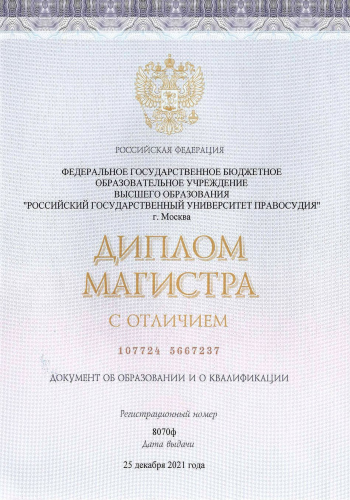 РОССИЙСКАЯ ФЕДЕРАЦИЯ
ФЕДЕРАЛЬНОЕ ГОСУДАРСТВЕННОЕ БЮДЖЕТНОЕ
ОБРАЗОВАТЕЛЬНОЕ УЧРЕЖДЕНИЕ
ВЫСШЕГО ОБРАЗОВАНИЯ
"РОССИЙСКИЙ ГОСУДАРСТВЕННЫЙ УНИВЕРСИТЕТ ПРАВОСУДИЯ"
г. Москва
ДИПЛОМ
МАГИСТРА
С ОТЛИЧИЕМ
107724 5667237
ДОКУМЕНТ ОБ ОБРАЗОВАНИИ И О КВАЛИФИКАЦИИ
Регистрационный номер
8070ф
Дата выдачи
25 декабря 2021 года